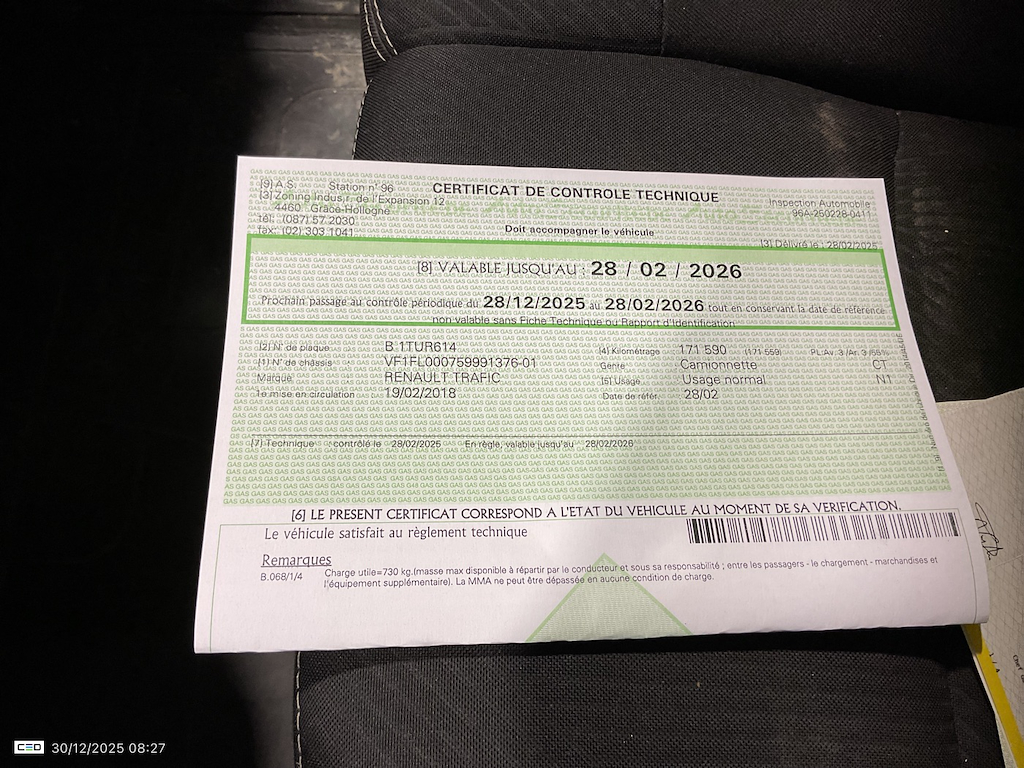 [9] A.S. Station n° 96
[3] Zoning Industr. de l'Expansion 12
4460 Grâce-Hollogne
tél: (087) 57 2030
fax: (02) 303 1041
CERTIFICAT DE CONTROLE TECHNIQUE
Doit accompagner le véhicule
Inspection Automobile
96A-250228-0411
[3] Délivré le : 28/02/2025
[8] VALABLE JUSQU'AU : 28 / 02 / 2026
Prochain passage au contrôle périodique du 28/12/2025 au 28/02/2026 tout en conservant la date de référence
non valable sans Fiche Technique ou Rapport d'Identification
[2] N° de plaque B 1TUR614
[1] N° de châssis VF1FL000759991376-01
Marque RENAULT TRAFIC
1e mise en circulation 19/02/2018
[4] Kilométrage 171 590 (171 559) PL:Av. 3 /Ar. 3
Genre Camionnette CT
[5] Usage Usage normal N1
Date de référ. 28/02
[7] Technique : contrôlé le 28/02/2025 En règle, valable jusqu'au 28/02/2026
[6] LE PRESENT CERTIFICAT CORRESPOND A L'ETAT DU VEHICULE AU MOMENT DE SA VERIFICATION.
Le véhicule satisfait au règlement technique
Remarques
B.068/1/4 Charge utile=730 kg.(masse max disponible à répartir par le conducteur et sous sa responsabilité ; entre les passagers - le chargement - marchandises et
l'équipement supplémentaire). La MMA ne peut être dépassée en aucune condition de charge.
CEO 30/12/2025 08:27